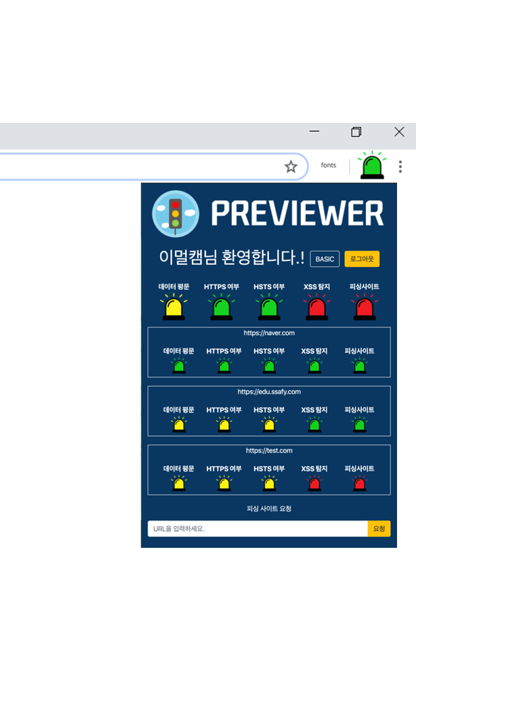 fonts
PREVIEWER
이멀캠님 환영합니다.! BASIC 로그아웃
데이터 평문 HTTPS 여부 HSTS 여부 XSS 탐지 피싱사이트
https://naver.com
데이터 평문 HTTPS 여부 HSTS 여부 XSS 탐지 피싱사이트
https://edu.ssafy.com
데이터 평문 HTTPS 여부 HSTS 여부 XSS 탐지 피싱사이트
https://test.com
데이터 평문 HTTPS 여부 HSTS 여부 XSS 탐지 피싱사이트
피싱 사이트 요청
URL을 입력하세요. 요청